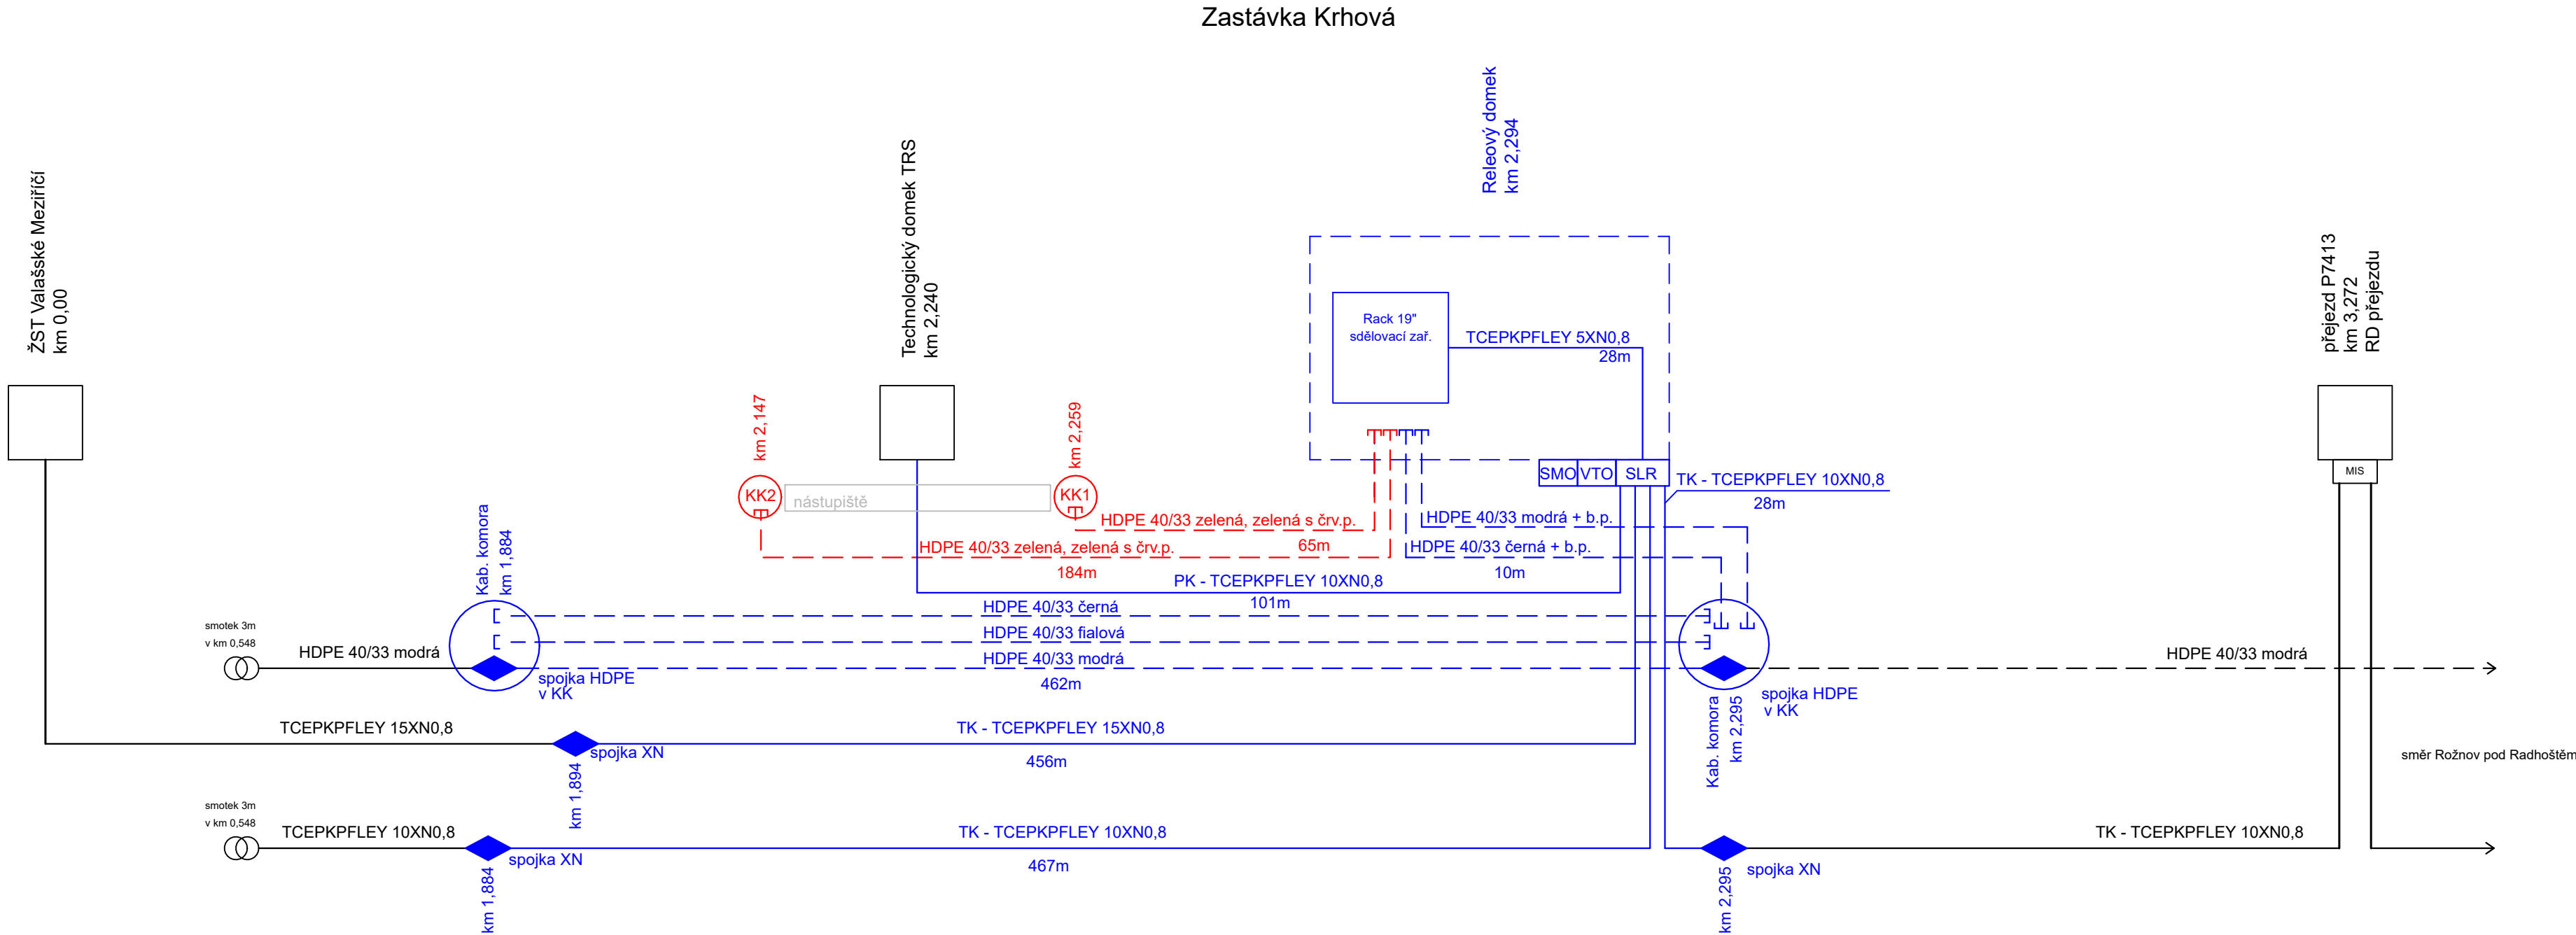 Zastávka Krhová
ŽST Valašské Meziříčí
km 0,00
Technologický domek TRS
km 2,240
Releový domek
km 2,294
přejezd P7413
km 3,272
RD přejezdu
Rack 19"
sdělovací zař.
TCEPKPFLEY 5XN0,8
28m
km 2,147
km 2,259
KK2
nástupiště
KK1
SMO
VTO
SLR
MIS
TK - TCEPKPFLEY 10XN0,8
28m
HDPE 40/33 zelená, zelená s črv.p.
65m
HDPE 40/33 modrá + b.p.
HDPE 40/33 zelená, zelená s črv.p.
184m
HDPE 40/33 černá + b.p.
10m
PK - TCEPKPFLEY 10XN0,8
101m
Kab. komora
km 1,884
HDPE 40/33 černá
HDPE 40/33 fialová
HDPE 40/33 modrá
462m
smotek 3m
v km 0,548
HDPE 40/33 modrá
spojka HDPE
v KK
HDPE 40/33 modrá
spojka HDPE
v KK
Kab. komora
km 2,295
TCEPKPFLEY 15XN0,8
spojka XN
km 1,894
TK - TCEPKPFLEY 15XN0,8
456m
směr Rožnov pod Radhoštěm
smotek 3m
v km 0,548
TCEPKPFLEY 10XN0,8
spojka XN
km 1,884
TK - TCEPKPFLEY 10XN0,8
467m
TK - TCEPKPFLEY 10XN0,8
spojka XN
km 2,295